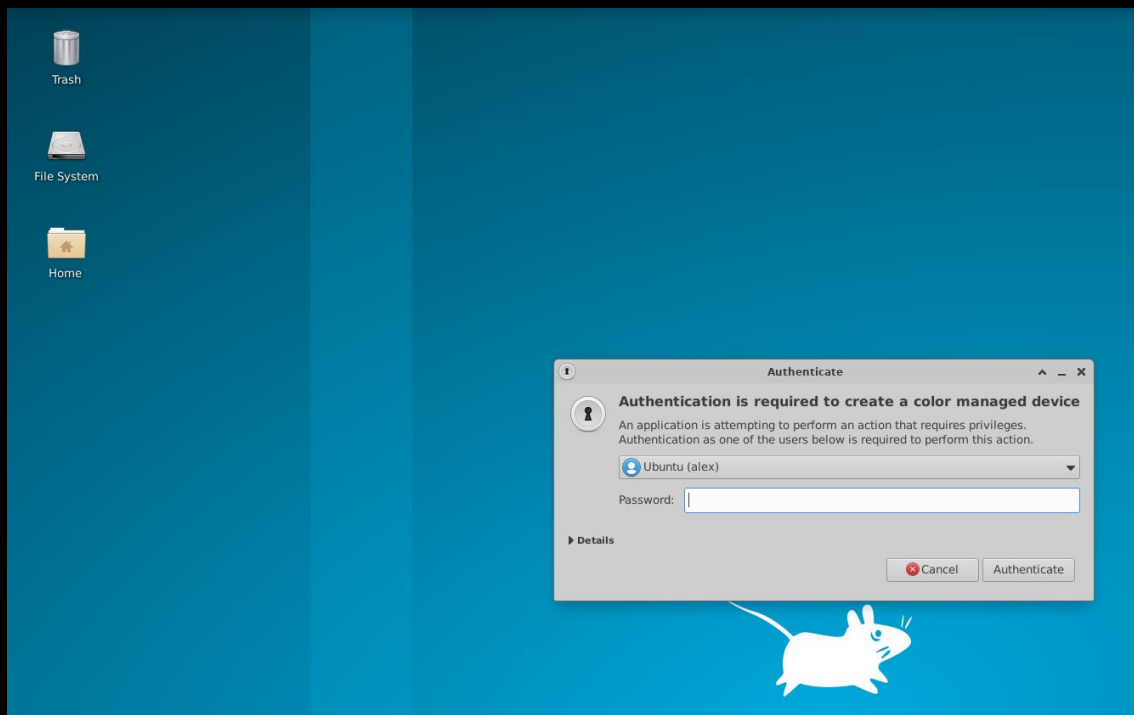 Trash
File System
Home
Authenticate
Authentication is required to create a color managed device
An application is attempting to perform an action that requires privileges.
Authentication as one of the users below is required to perform this action.
Ubuntu (alex)
Password:
Details
Cancel
Authenticate